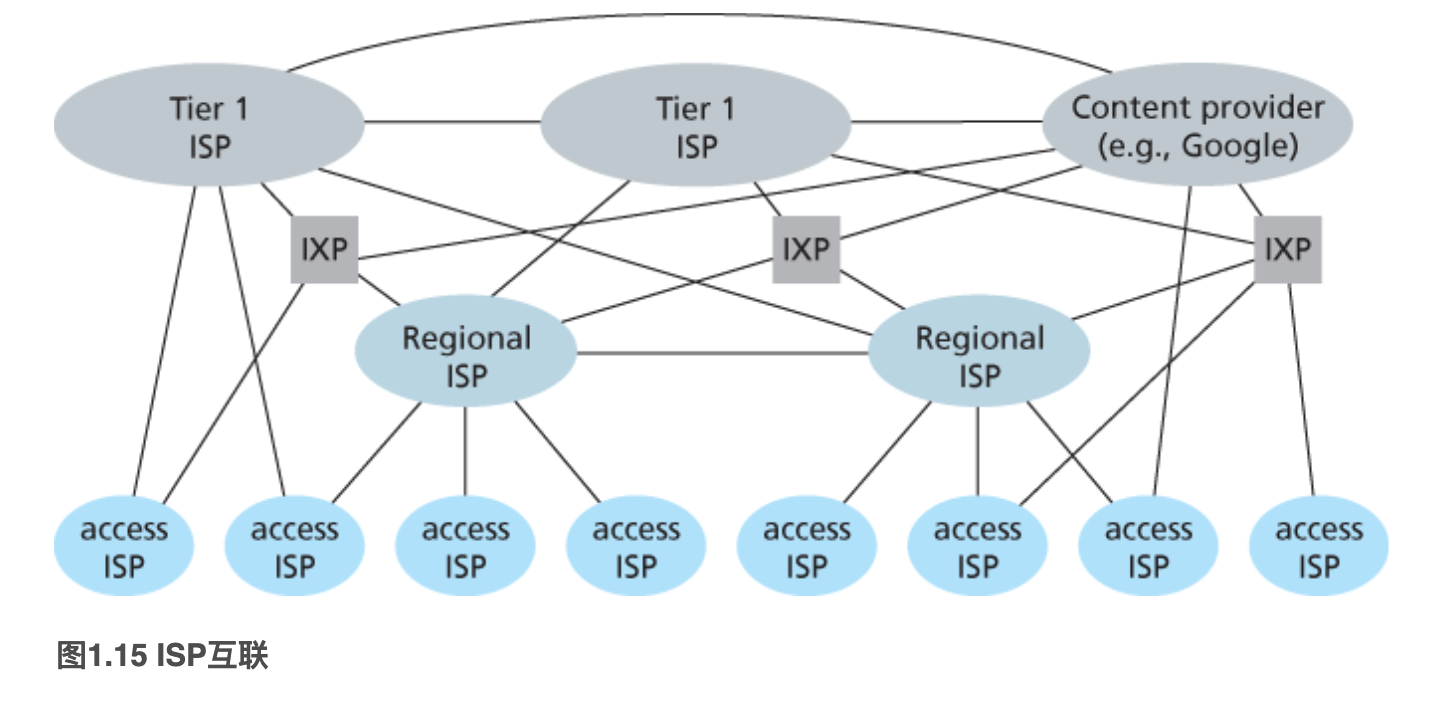 Tier 1
ISP
Tier 1
ISP
Content provider
(e.g., Google)
IXP
IXP
IXP
Regional
ISP
Regional
ISP
access
ISP
access
ISP
access
ISP
access
ISP
access
ISP
access
ISP
access
ISP
access
ISP
图1.15 ISP互联